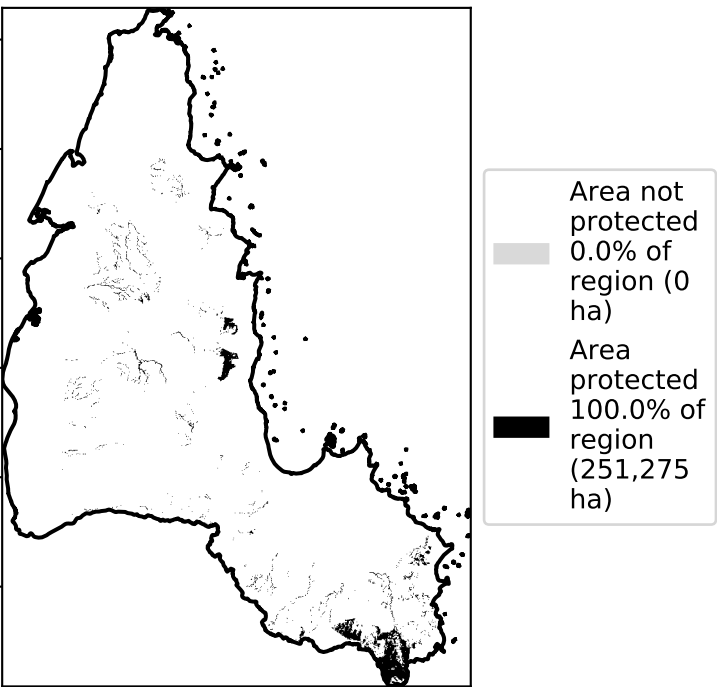 Area not
protected
0.0% of
region (0
ha)
Area
protected
100.0% of
region
(251,275
ha)